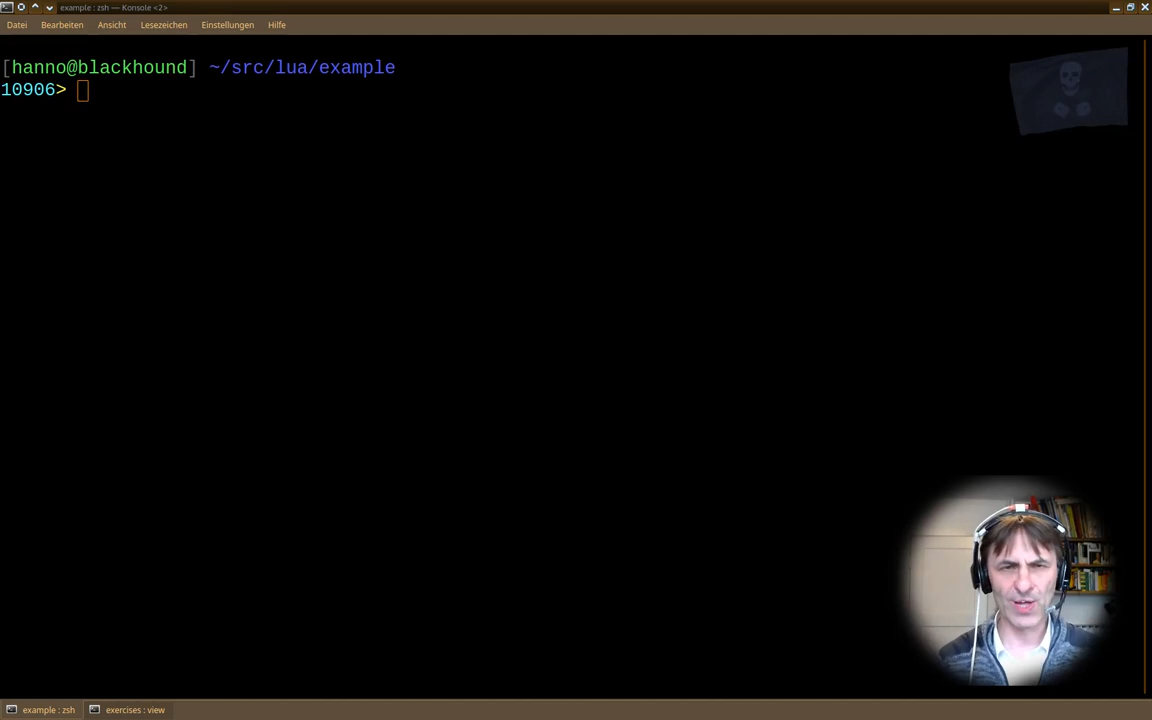 example : zsh — Konsole <2>
Datei Bearbeiten Ansicht Lesezeichen Einstellungen Hilfe
[hanno@blackhound] ~/src/lua/example
10906>
example : zsh exercises : view